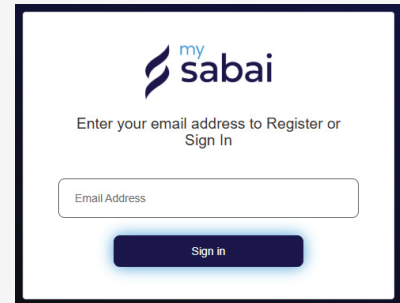 my
sabai
Enter your email address to Register or
Sign In
Email Address
Sign in